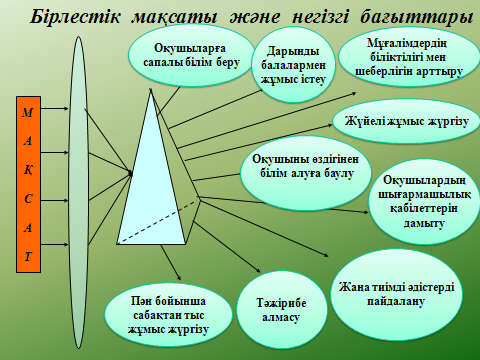 Бірлестік мақсаты және негізгі бағыттары
Оқушыларға
сапалы білім беру
Дарынды
балалармен
жұмыс істеу
Мұғалімдердің
біліктілігі мен
шеберлігін арттыру
Жүйелі жұмыс жүргізу
М
А
Қ
С
А
Т
Оқушыны өздігінен
білім алуға баулу
Оқушылардың
шығармашылық
қабілеттерін
дамыту
Жаңа тиімді әдістерді
пайдалану
Тәжірибе
алмасу
Пән бойынша
сабақтан тыс
жұмыс жүргізу